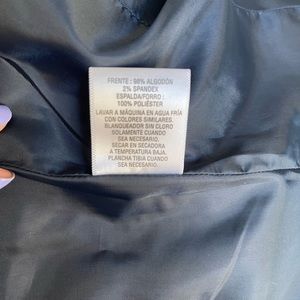 FRENTE : 98% ALGODÓN
2% SPANDEX
ESPALDA/FORRO :
100% POLIÉSTER
LAVAR A MÁQUINA EN AGUA FRÍA
CON COLORES SIMILARES.
BLANQUEADOR SIN CLORO
SOLAMENTE CUANDO
SEA NECESARIO,
SECAR EN SECADORA
A TEMPERATURA BAJA.
PLANCHA TIBIA CUANDO
SEA NECESARIO.